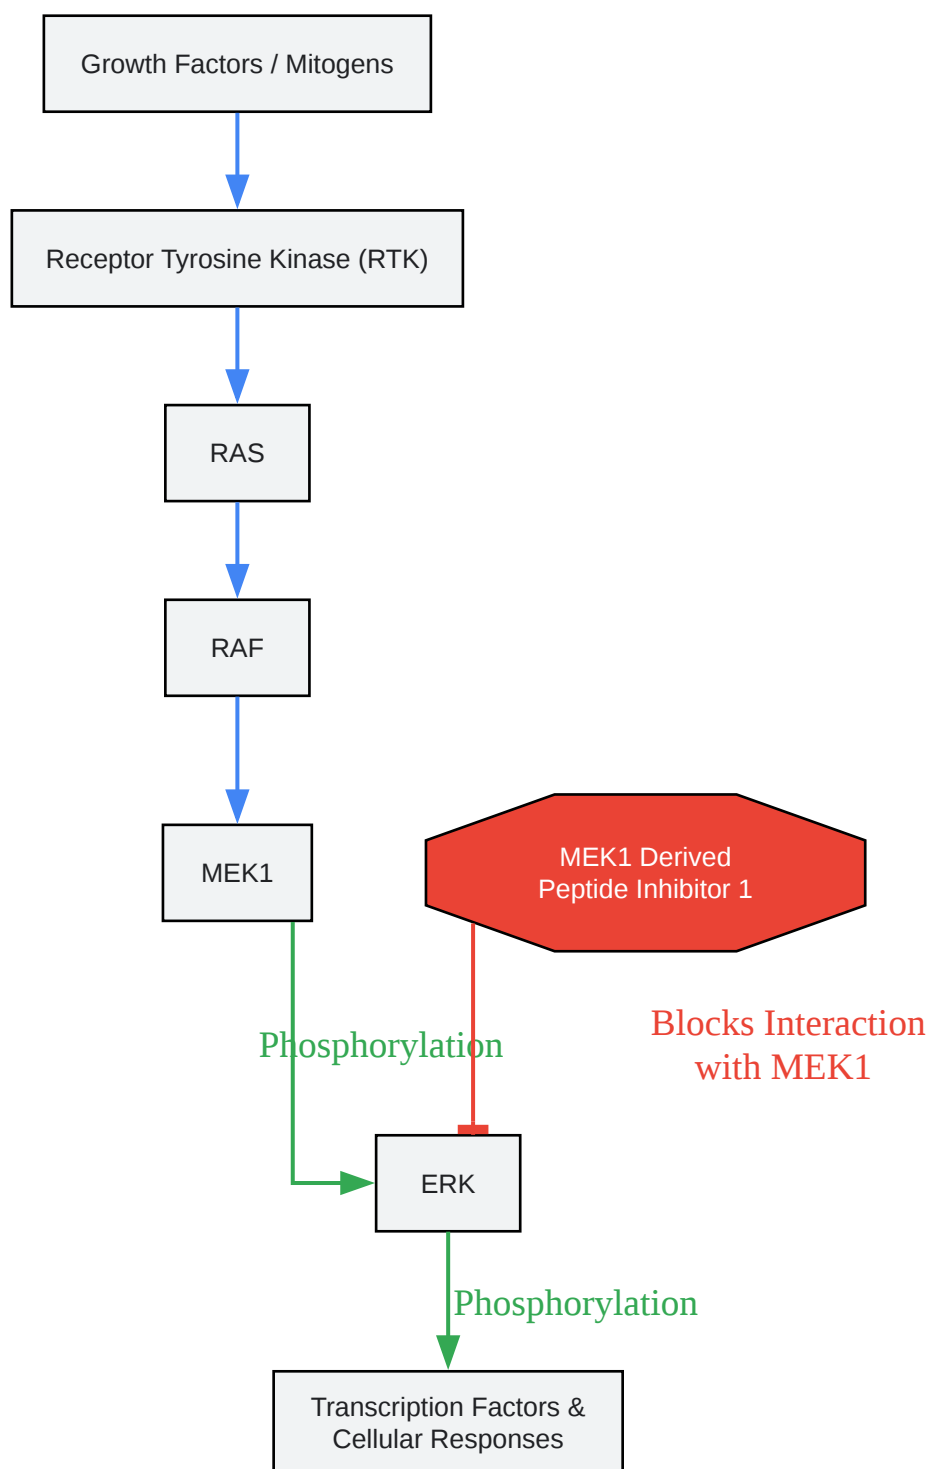 Growth Factors / Mitogens
Receptor Tyrosine Kinase (RTK)
RAS
RAF
MEK1
MEK1 Derived
Peptide Inhibitor 1
Phosphorylation
Blocks Interaction
with MEK1
ERK
Phosphorylation
Transcription Factors &
Cellular Responses